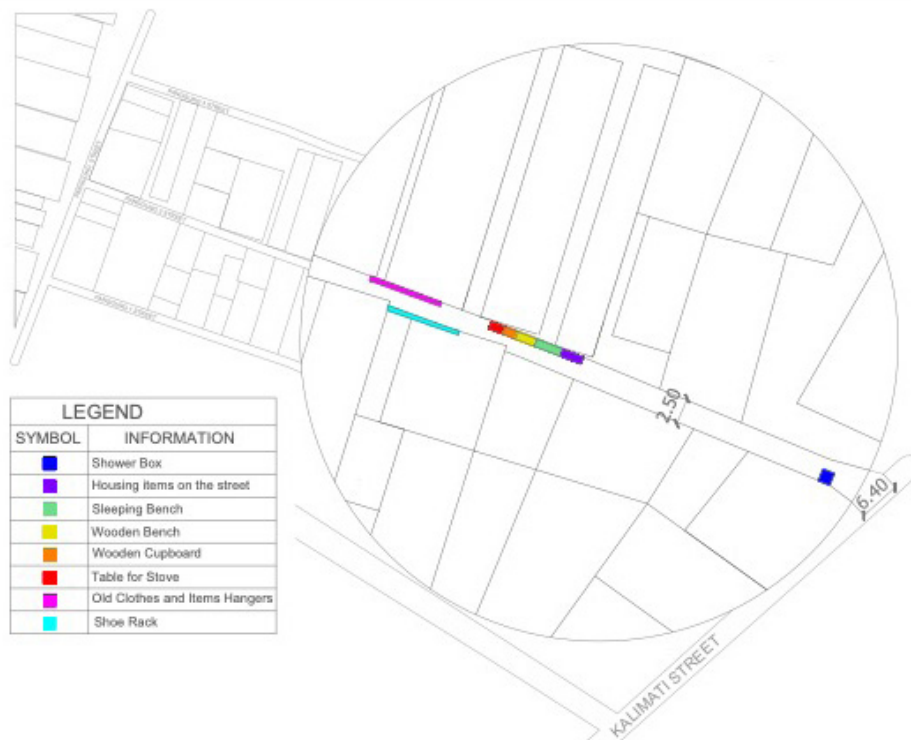 2.50
6.40
KALIMATI STREET
LEGEND
SYMBOL INFORMATION
Shower Box
Housing items on the street
Sleeping Bench
Wooden Bench
Wooden Cupboard
Table for Stove
Old Clothes and Items Hangers
Shoe Rack